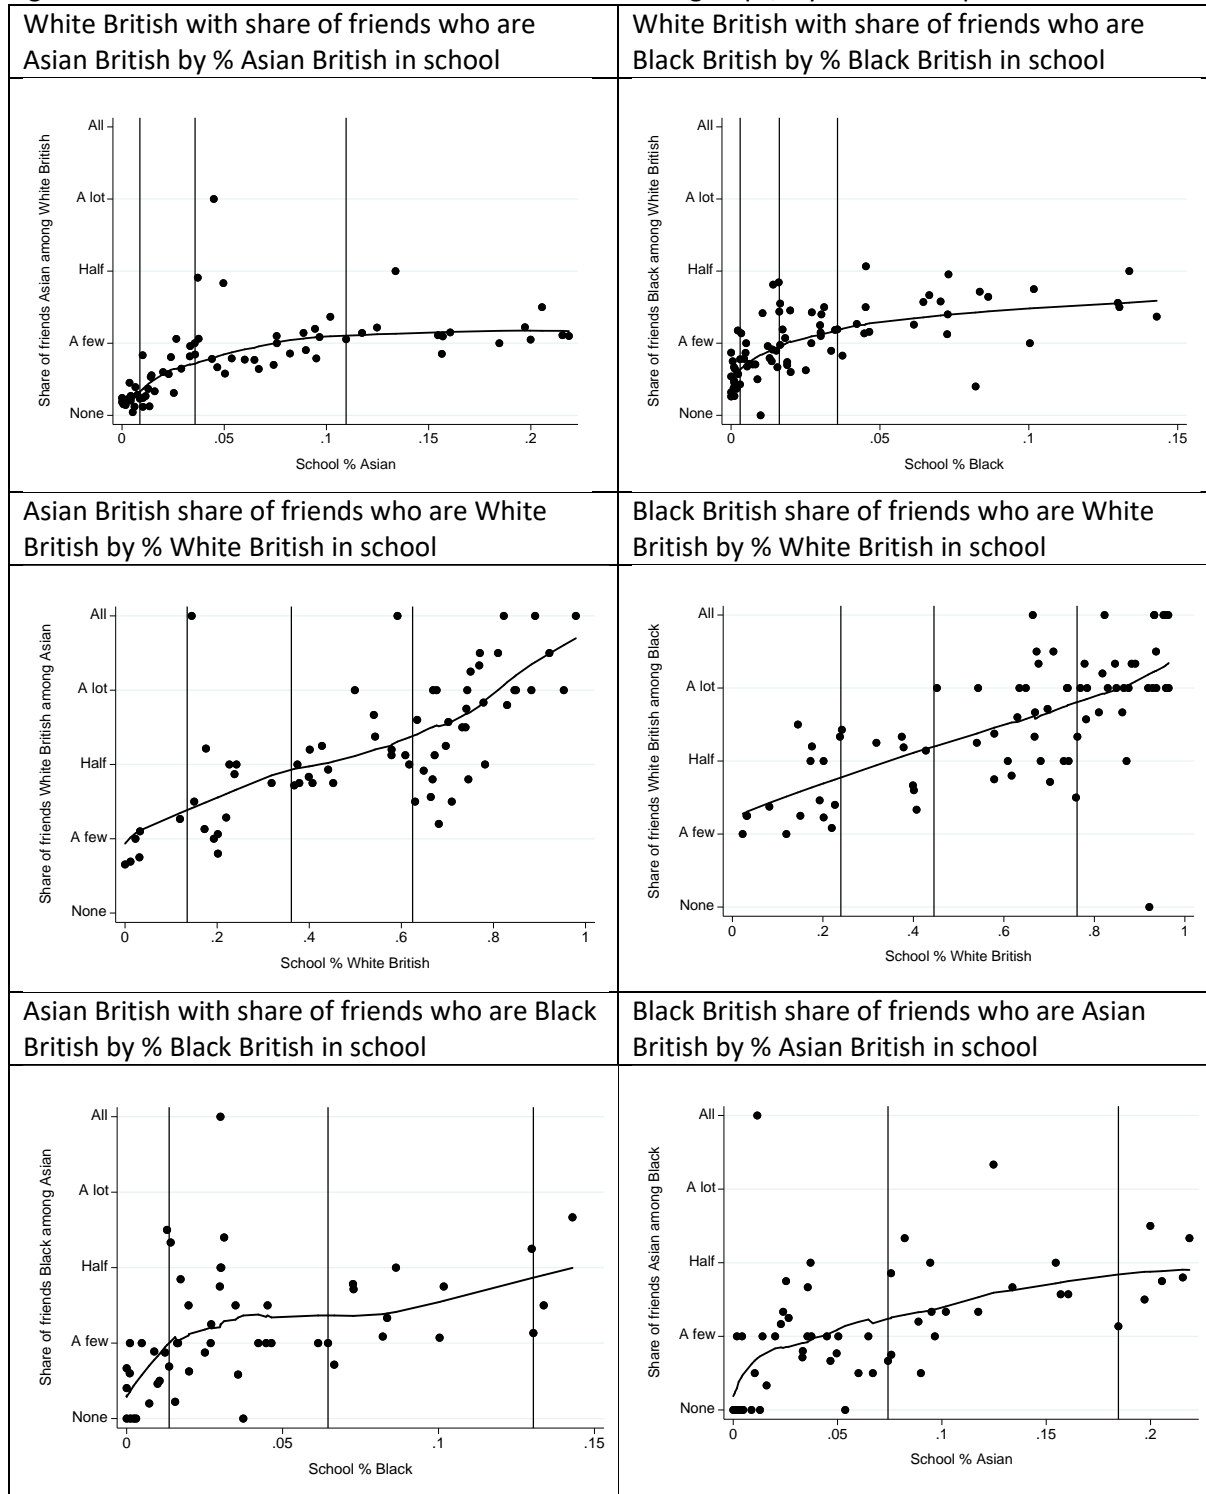 White British with share of friends who are
Asian British by % Asian British in school
White British with share of friends who are
Black British by % Black British in school
Share of friends Asian among White British
All
A lot
Half
A few
None
0 .05 .1 .15 .2
School % Asian
Share of friends Black among White British
All
A lot
Half
A few
None
0 .05 .1 .15
School % Black
Asian British share of friends who are White
British by % White British in school
Black British share of friends who are White
British by % White British in school
Share of friends White British among Asian
All
A lot
Half
A few
None
0 .2 .4 .6 .8 1
School % White British
Share of friends White British among Black
All
A lot
Half
A few
None
0 .2 .4 .6 .8 1
School % White British
Asian British with share of friends who are Black
British by % Black British in school
Black British share of friends who are Asian
British by % Asian British in school
Share of friends Black among Asian
All
A lot
Half
A few
None
0 .05 .1 .15
School % Black
Share of friends Asian among Black
All
A lot
Half
A few
None
0 .05 .1 .15 .2
School % Asian